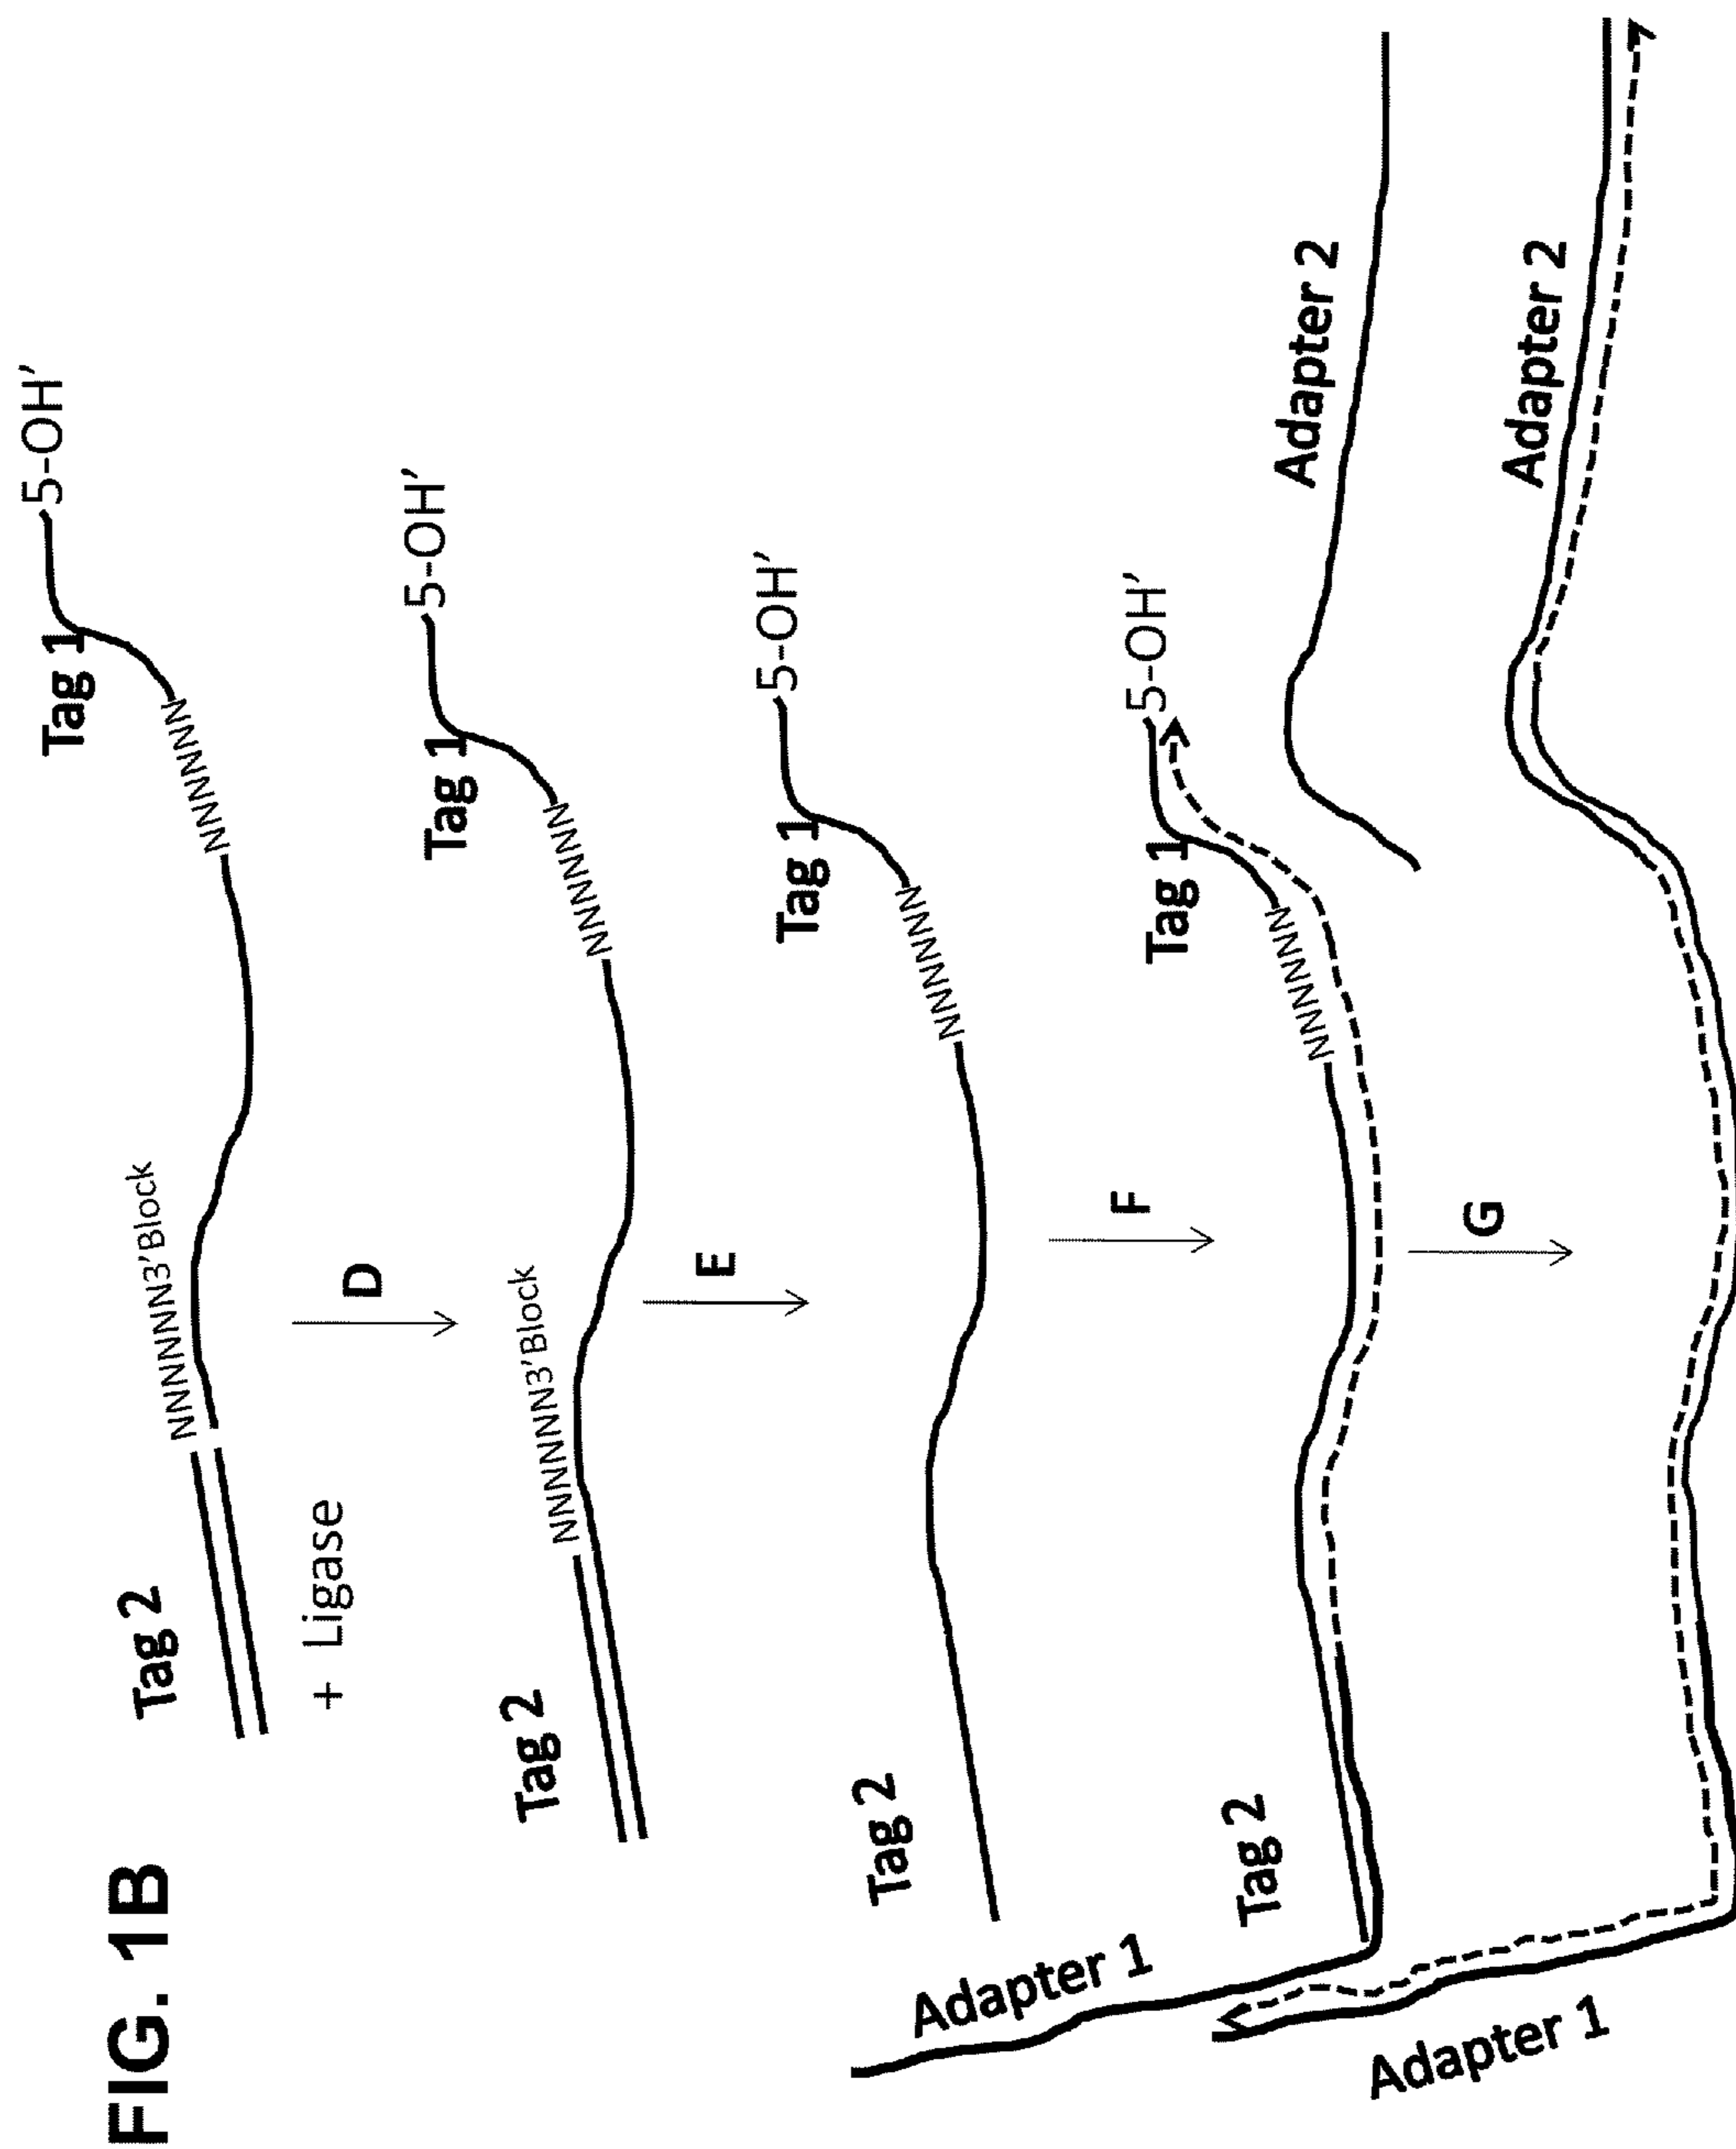 FIG. 1B
Tag 2
NNNNNN3'Block
NNNNNN
Tag 1
5-OH'
+ Ligase
D
Tag 2
NNNNNN3'Block
NNNNNN
Tag 1
5-OH'
E
Tag 2
NNNNNN
Tag 1
5-OH'
F
Adapter 1
Tag 2
NNNNNN
Tag 1
5-OH'
Adapter 2
G
Adapter 1
Adapter 2